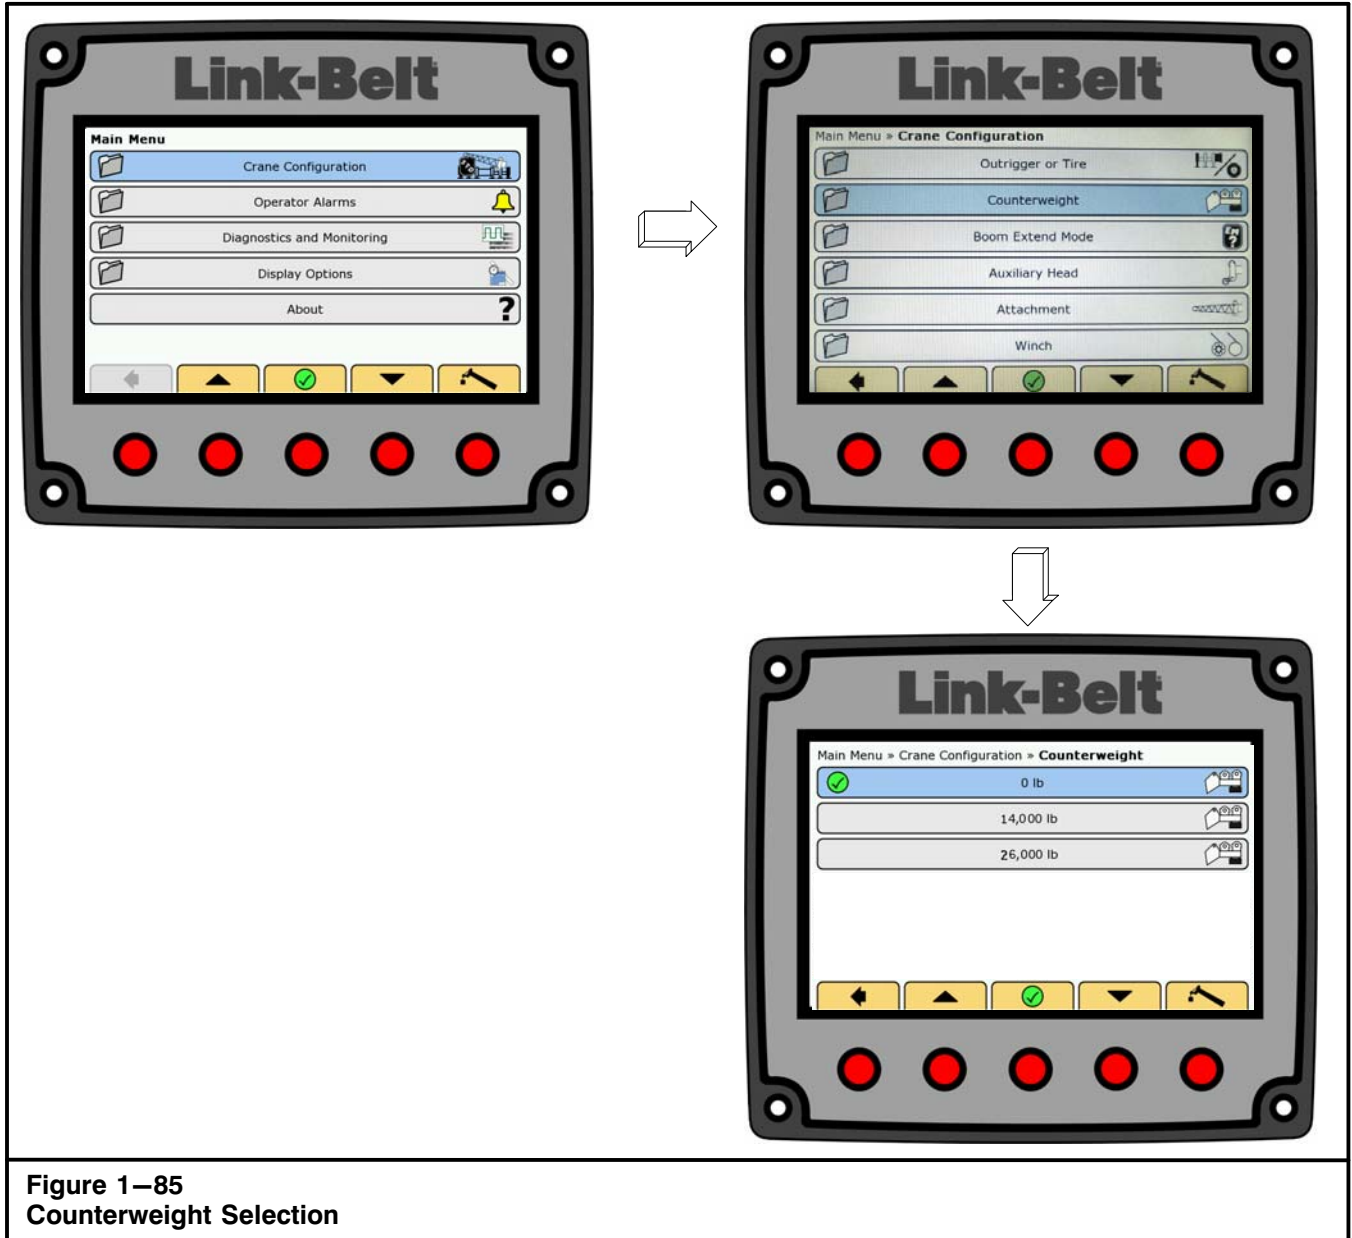 Link-Belt
Main Menu
Crane Configuration
Operator Alarms
Diagnostics and Monitoring
Display Options
About
?
Link-Belt
Main Menu » Crane Configuration
Outrigger or Tire
Counterweight
Boom Extend Mode
?
Auxiliary Head
Attachment
Winch
Link-Belt
Main Menu » Crane Configuration » Counterweight
0 lb
14,000 lb
26,000 lb
Figure 1—85
Counterweight Selection